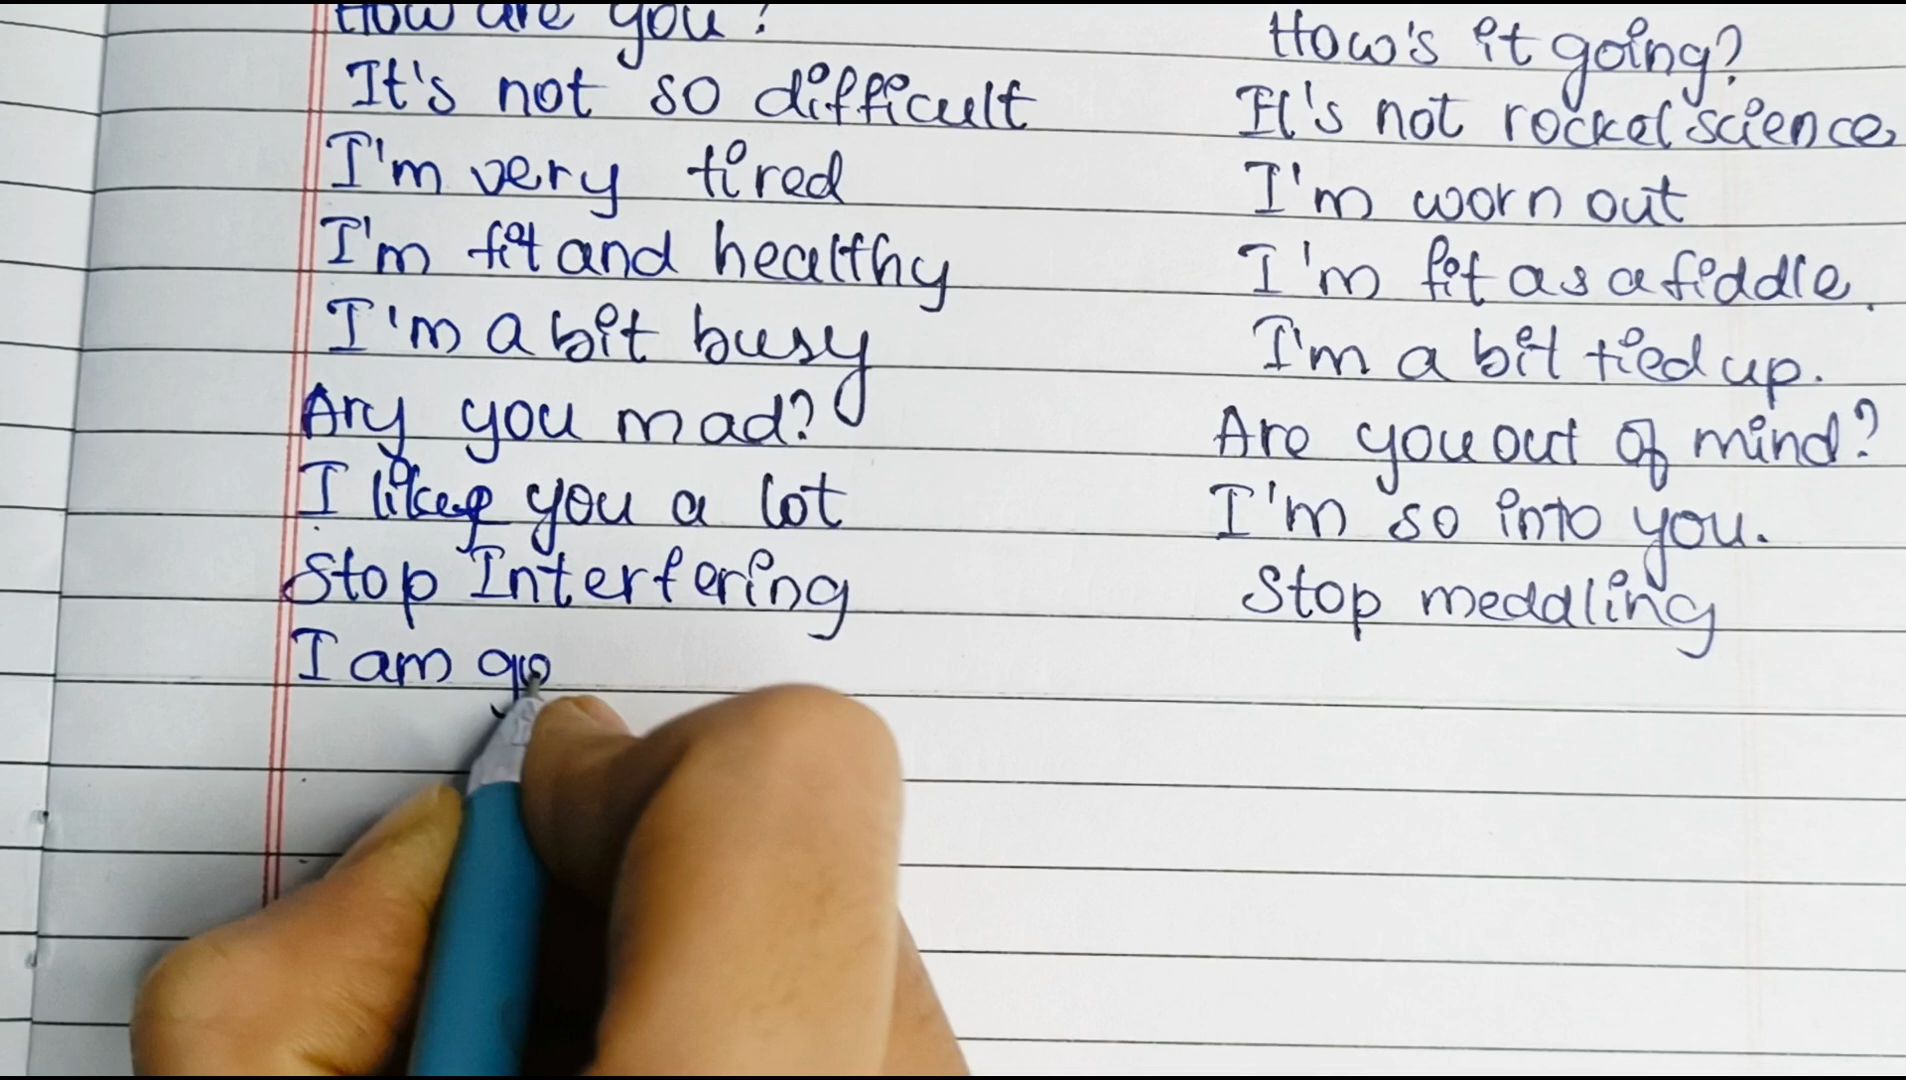 How are you? How's it going?
It's not so difficult It's not rocket science.
I'm very tired I'm worn out
I'm fit and healthy I'm fit as a fiddle.
I'm a bit busy I'm a bit tied up.
Ary you mad? Are you out of mind?
I like you a lot I'm so into you.
Stop Interfering Stop meddling
I am go